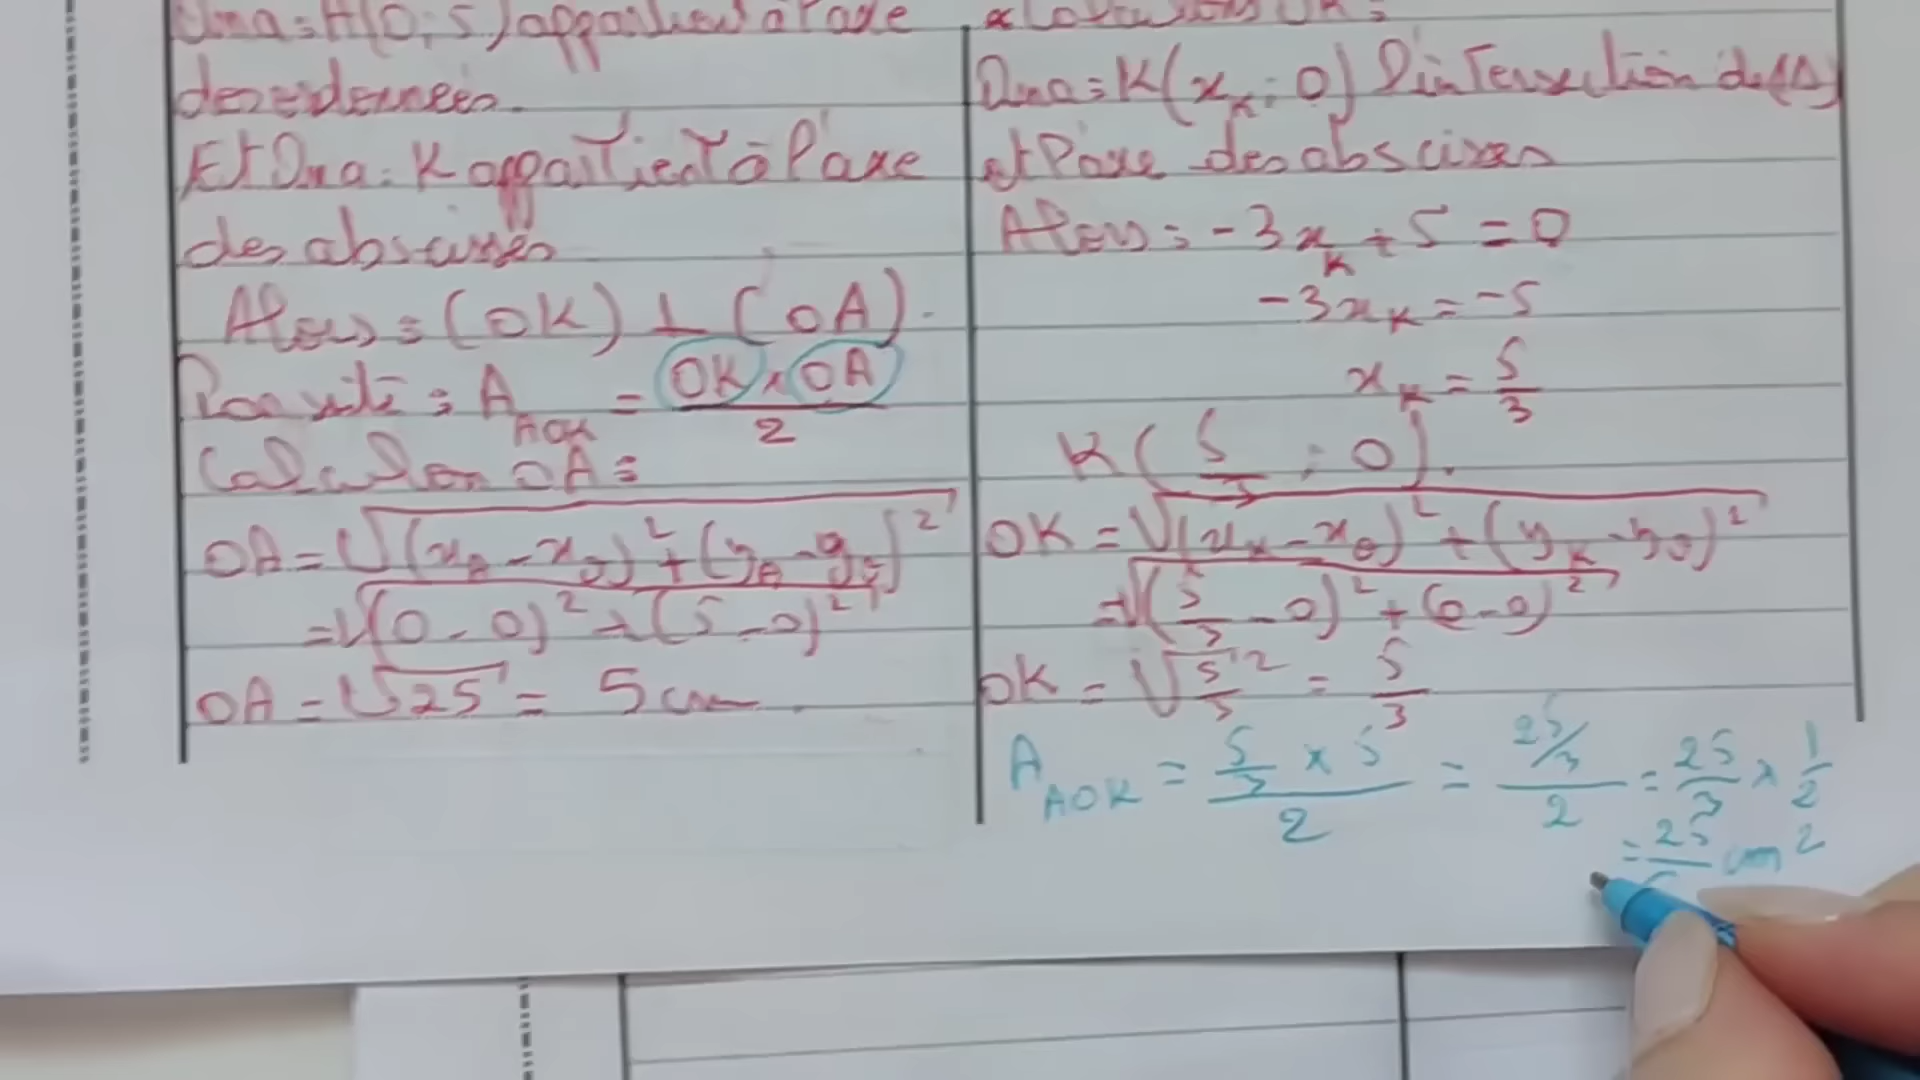 Ona: A(0; 5) appartient à l'axe
des ordonnées.
Et Ona: K appartient à l'axe
des abscisses
Alors: (OK) ⊥ (OA).
Par suite: A_AOK = OK × OA / 2
Calculons OA:
OA = √((x_A - x_O)² + (y_A - y_O)²)
= √((0 - 0)² + (5 - 0)²)
OA = √25 = 5 cm
OK:
Ona: K(x_K; 0) l'intersection de (Δ)
et l'axe des abscisses
Alors: -3x_K + 5 = 0
-3x_K = -5
x_K = 5/3
K(5/3; 0).
OK = √((x_K - x_O)² + (y_K - y_O)²)
= √((5/3 - 0)² + (0 - 0)²)
OK = √(5/3)² = 5/3
A_AOK = (5/3 × 5)/2 = (25/3)/2 = 25/3 × 1/2
= 25/6 cm²